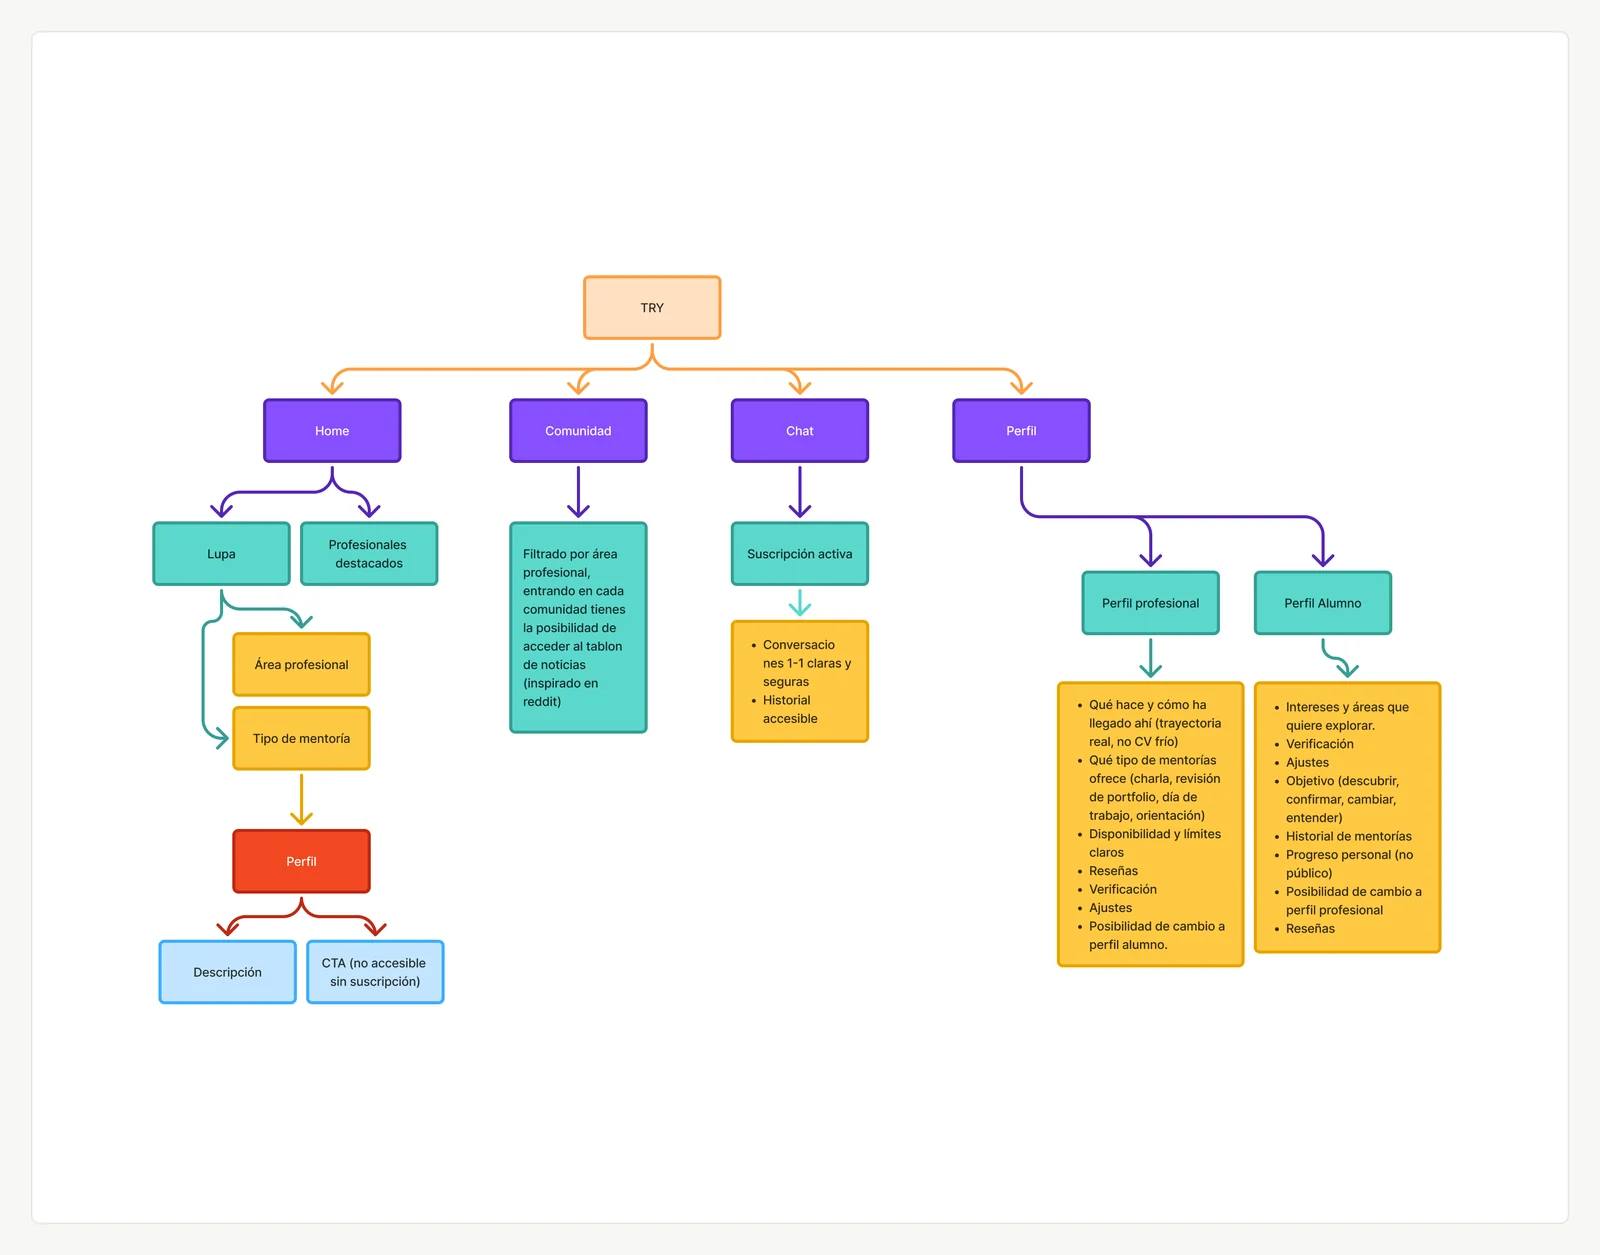 TRY
Home
Comunidad
Chat
Perfil
Lupa
Profesionales
destacados
Área profesional
Tipo de mentoría
Perfil
Descripción
CTA (no accesible
sin suscripción)
Filtrado por área
profesional,
entrando en cada
comunidad tienes
la posibilidad de
acceder al tablon
de noticias
(inspirado en
reddit)
Suscripción activa
• Conversacio
nes 1-1 claras y
seguras
• Historial
accesible
Perfil profesional
• Qué hace y cómo ha
llegado ahí (trayectoria
real, no CV frío)
• Qué tipo de mentorías
ofrece (charla, revisión
de portfolio, día de
trabajo, orientación)
• Disponibilidad y límites
claros
• Reseñas
• Verificación
• Ajustes
• Posibilidad de cambio a
perfil alumno.
Perfil Alumno
• Intereses y áreas que
quiere explorar.
• Verificación
• Ajustes
• Objetivo (descubrir,
confirmar, cambiar,
entender)
• Historial de mentorías
• Progreso personal (no
público)
• Posibilidad de cambio a
perfil profesional
• Reseñas